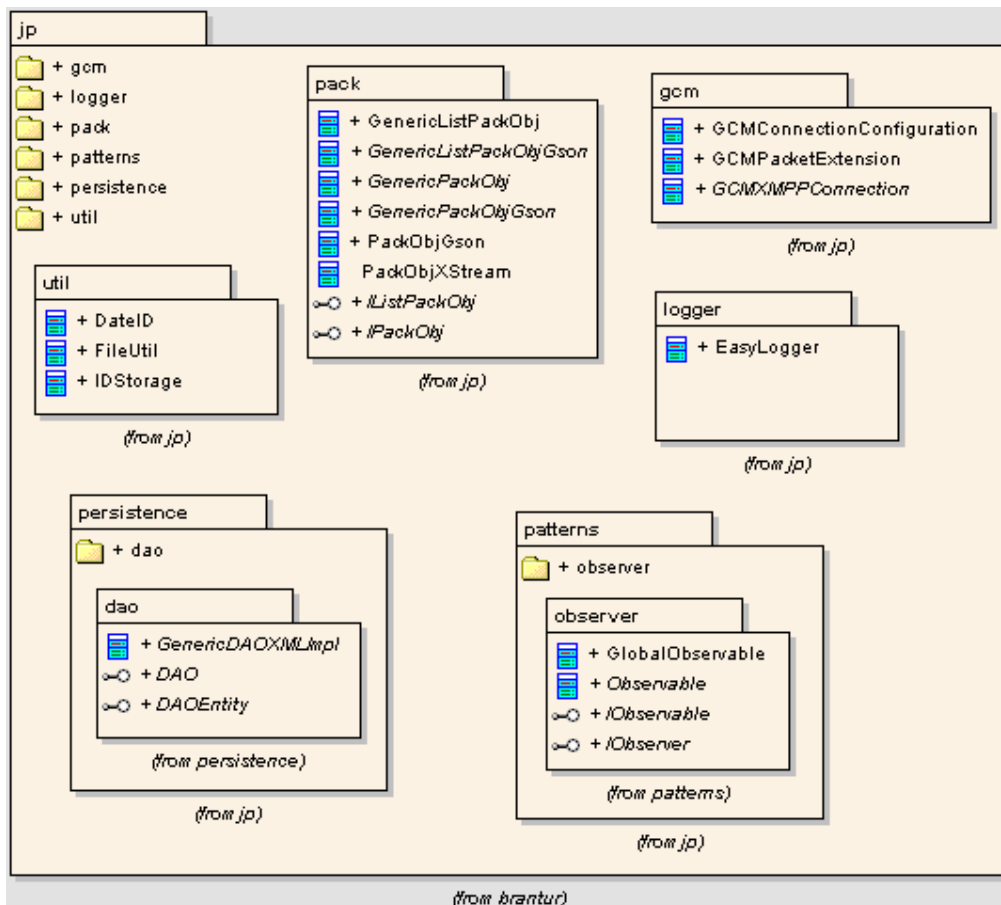 jp
+ gcm
+ logger
+ pack
+ patterns
+ persistence
+ util
pack
+ GenericListPackObj
+ GenericListPackObjGson
+ GenericPackObj
+ GenericPackObjGson
+ PackObjGson
PackObjXStream
+ IListPackObj
+ IPackObj
(from jp)
gcm
+ GCMConnectionConfiguration
+ GCMPacketExtension
+ GCMXMPPConnection
(from jp)
util
+ DateID
+ FileUtil
+ IDStorage
(from jp)
logger
+ EasyLogger
(from jp)
persistence
+ dao
dao
+ GenericDAOXMLImpl
+ DAO
+ DAOEntity
(from persistence)
(from jp)
patterns
+ observer
observer
+ GlobalObservable
+ Observable
+ IObservable
+ IObserver
(from patterns)
(from jp)
(from brantur)